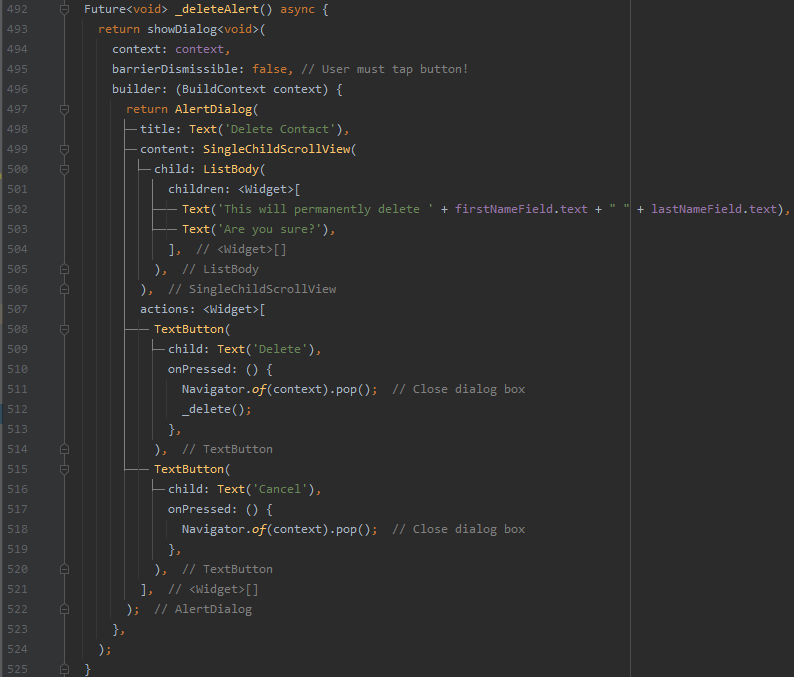 492 Future<void> _deleteAlert() async {
493 return showDialog<void>(
494 context: context,
495 barrierDismissible: false, // User must tap button!
496 builder: (BuildContext context) {
497 return AlertDialog(
498 title: Text('Delete Contact'),
499 content: SingleChildScrollView(
500 child: ListBody(
501 children: <Widget>[
502 Text('This will permanently delete ' + firstNameField.text + " " + lastNameField.text),
503 Text('Are you sure?'),
504 ], // <Widget>[]
505 ), // ListBody
506 ), // SingleChildScrollView
507 actions: <Widget>[
508 TextButton(
509 child: Text('Delete'),
510 onPressed: () {
511 Navigator.of(context).pop(); // Close dialog box
512 _delete();
513 },
514 ), // TextButton
515 TextButton(
516 child: Text('Cancel'),
517 onPressed: () {
518 Navigator.of(context).pop(); // Close dialog box
519 },
520 ), // TextButton
521 ], // <Widget>[]
522 ); // AlertDialog
523 },
524 );
525 }